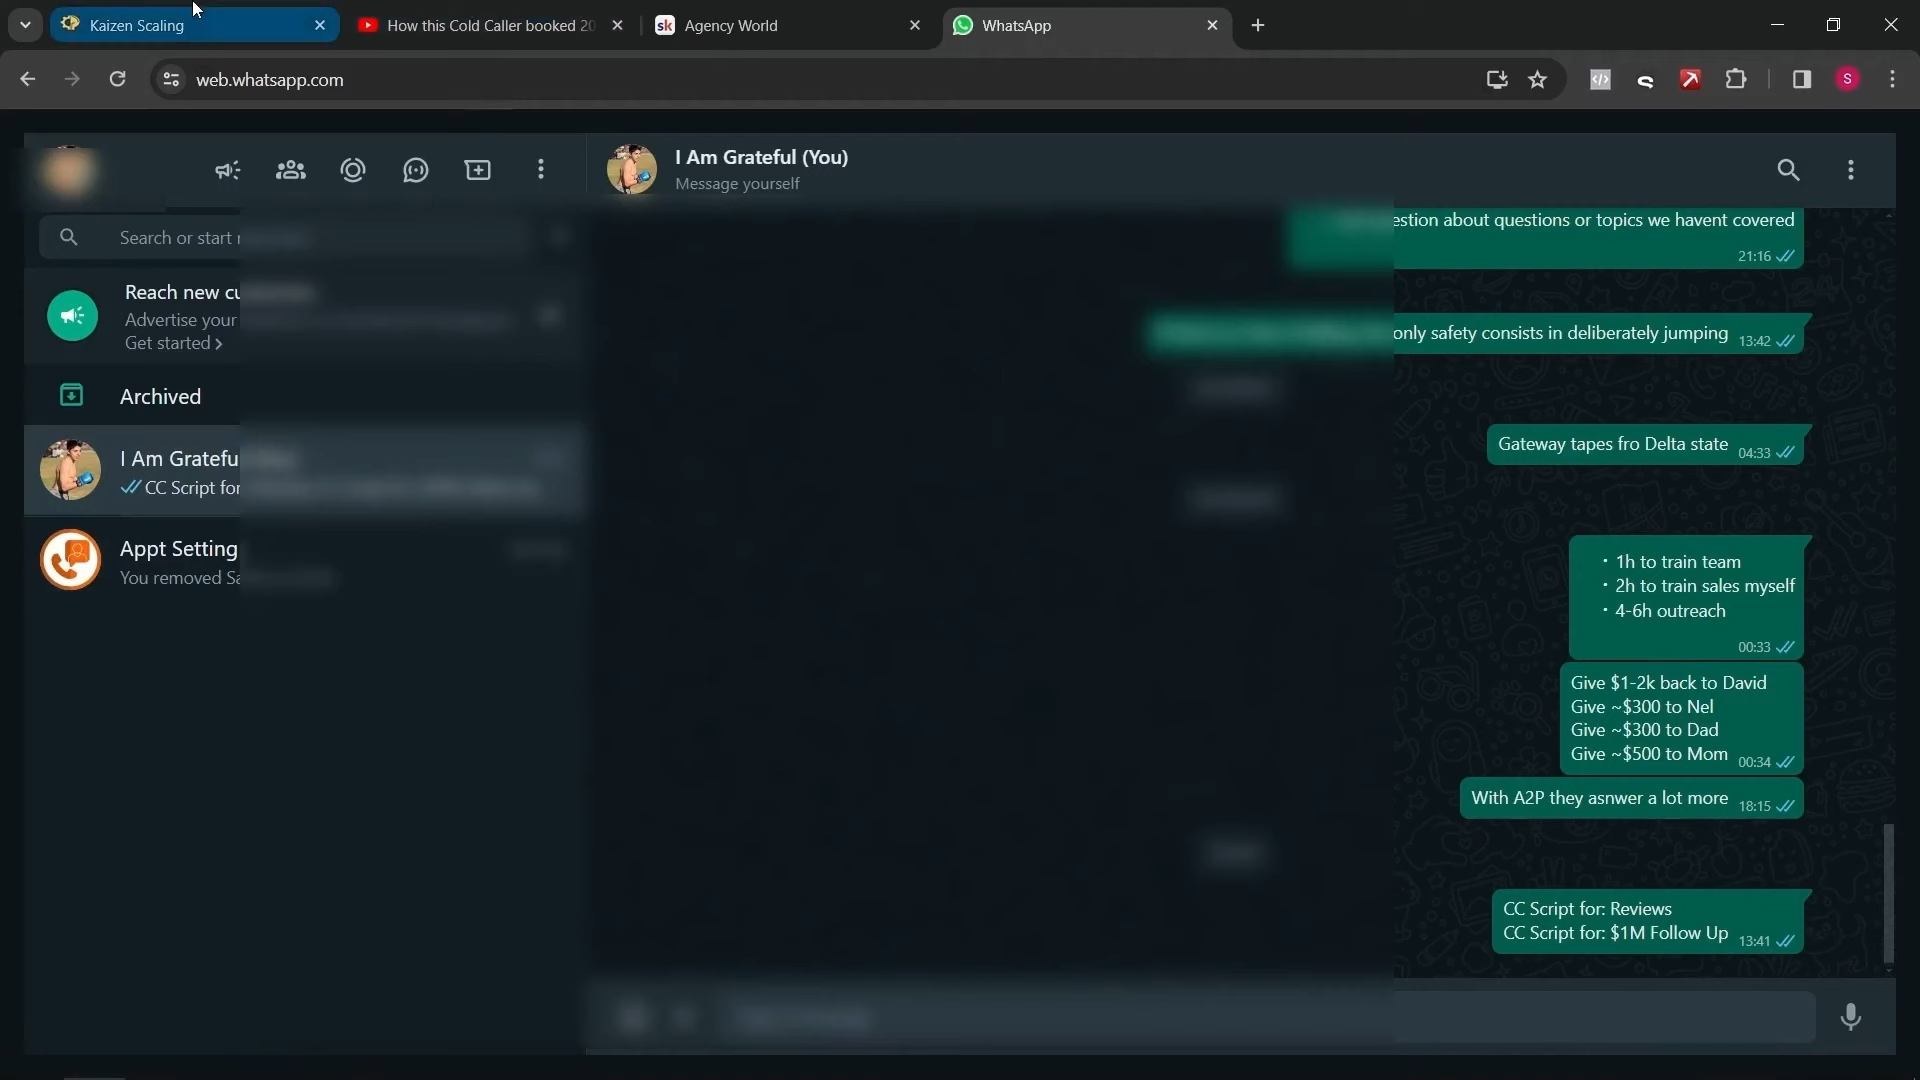 Kaizen Scaling
How this Cold Caller booked 20
sk
Agency World
WhatsApp
web.whatsapp.com
S
I Am Grateful (You)
Message yourself
Search or start
Reach new
Advertise your
Get started
Archived
I Am Gratefu
CC Script for
Appt Setting
You removed
estion about questions or topics we havent covered
21:16
only safety consists in deliberately jumping
13:42
Gateway tapes fro Delta state
04:33
• 1h to train team
• 2h to train sales myself
• 4-6h outreach
00:33
Give $1-2k back to David
Give ~$300 to Nel
Give ~$300 to Dad
Give ~$500 to Mom
00:34
With A2P they asnwer a lot more
18:15
CC Script for: Reviews
CC Script for: $1M Follow Up
13:41